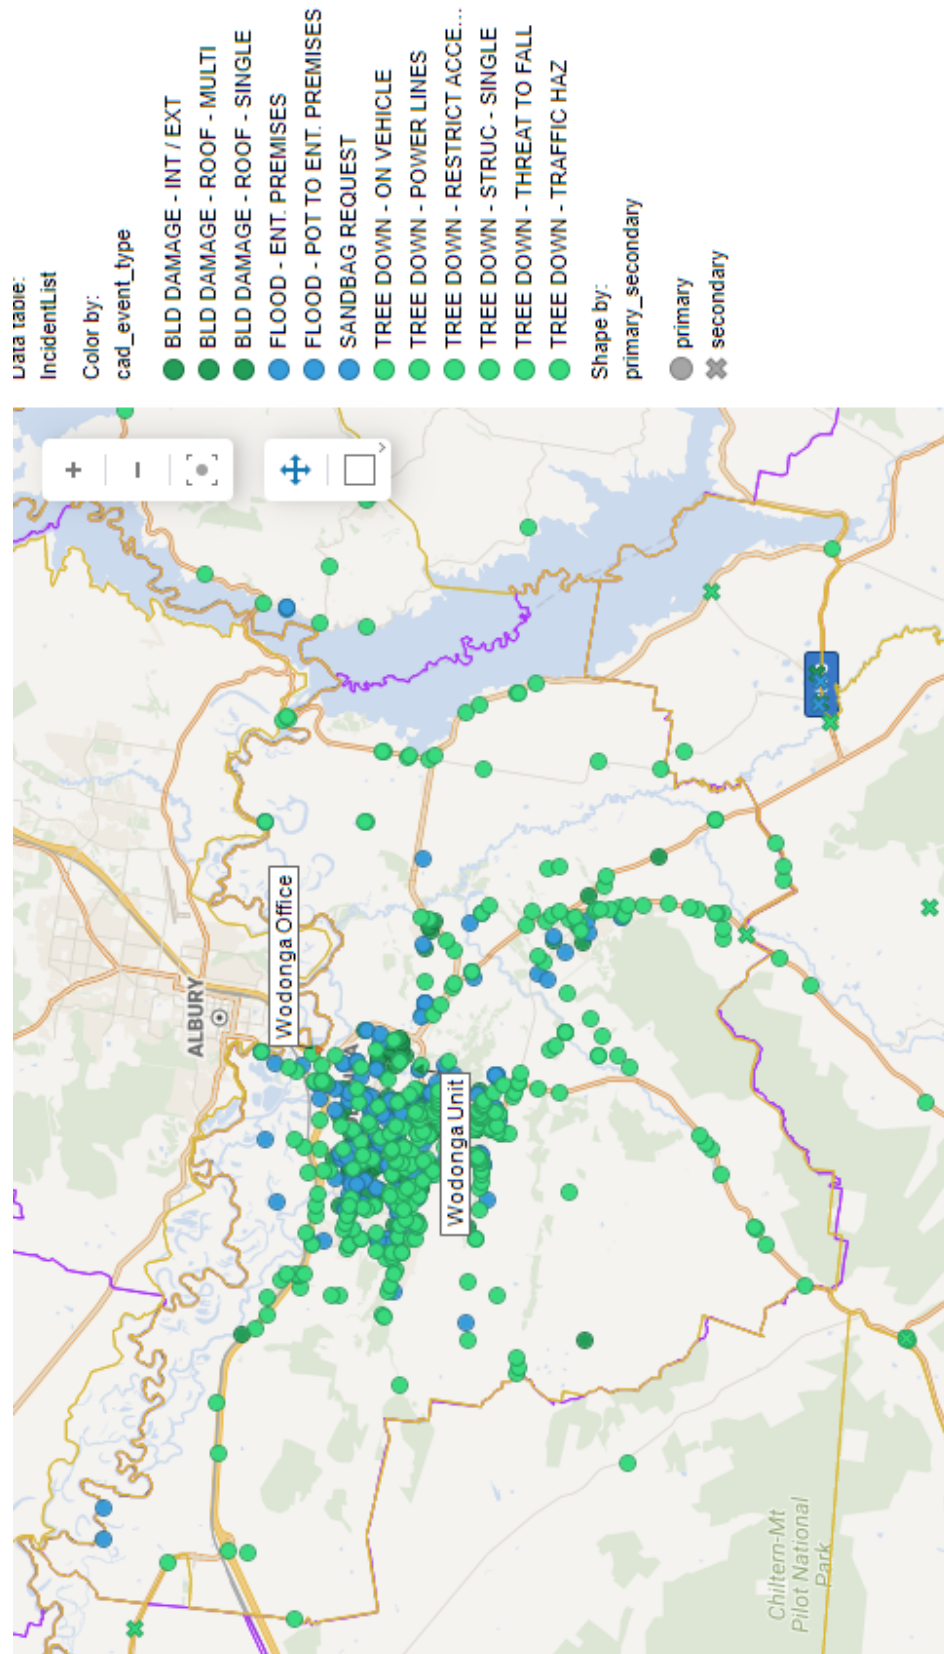 Data table:
IncidentList
Color by:
cad_event_type
BLD DAMAGE - INT / EXT
BLD DAMAGE - ROOF - MULTI
BLD DAMAGE - ROOF - SINGLE
FLOOD - ENT. PREMISES
FLOOD - POT TO ENT. PREMISES
SANDBAG REQUEST
TREE DOWN - ON VEHICLE
TREE DOWN - POWER LINES
TREE DOWN - RESTRICT ACCE...
TREE DOWN - STRUC - SINGLE
TREE DOWN - THREAT TO FALL
TREE DOWN - TRAFFIC HAZ
Shape by:
primary_secondary
primary
secondary
ALBURY
Wodonga Office
Wodonga Unit
Chiltern-Mt
Pilot National
Park